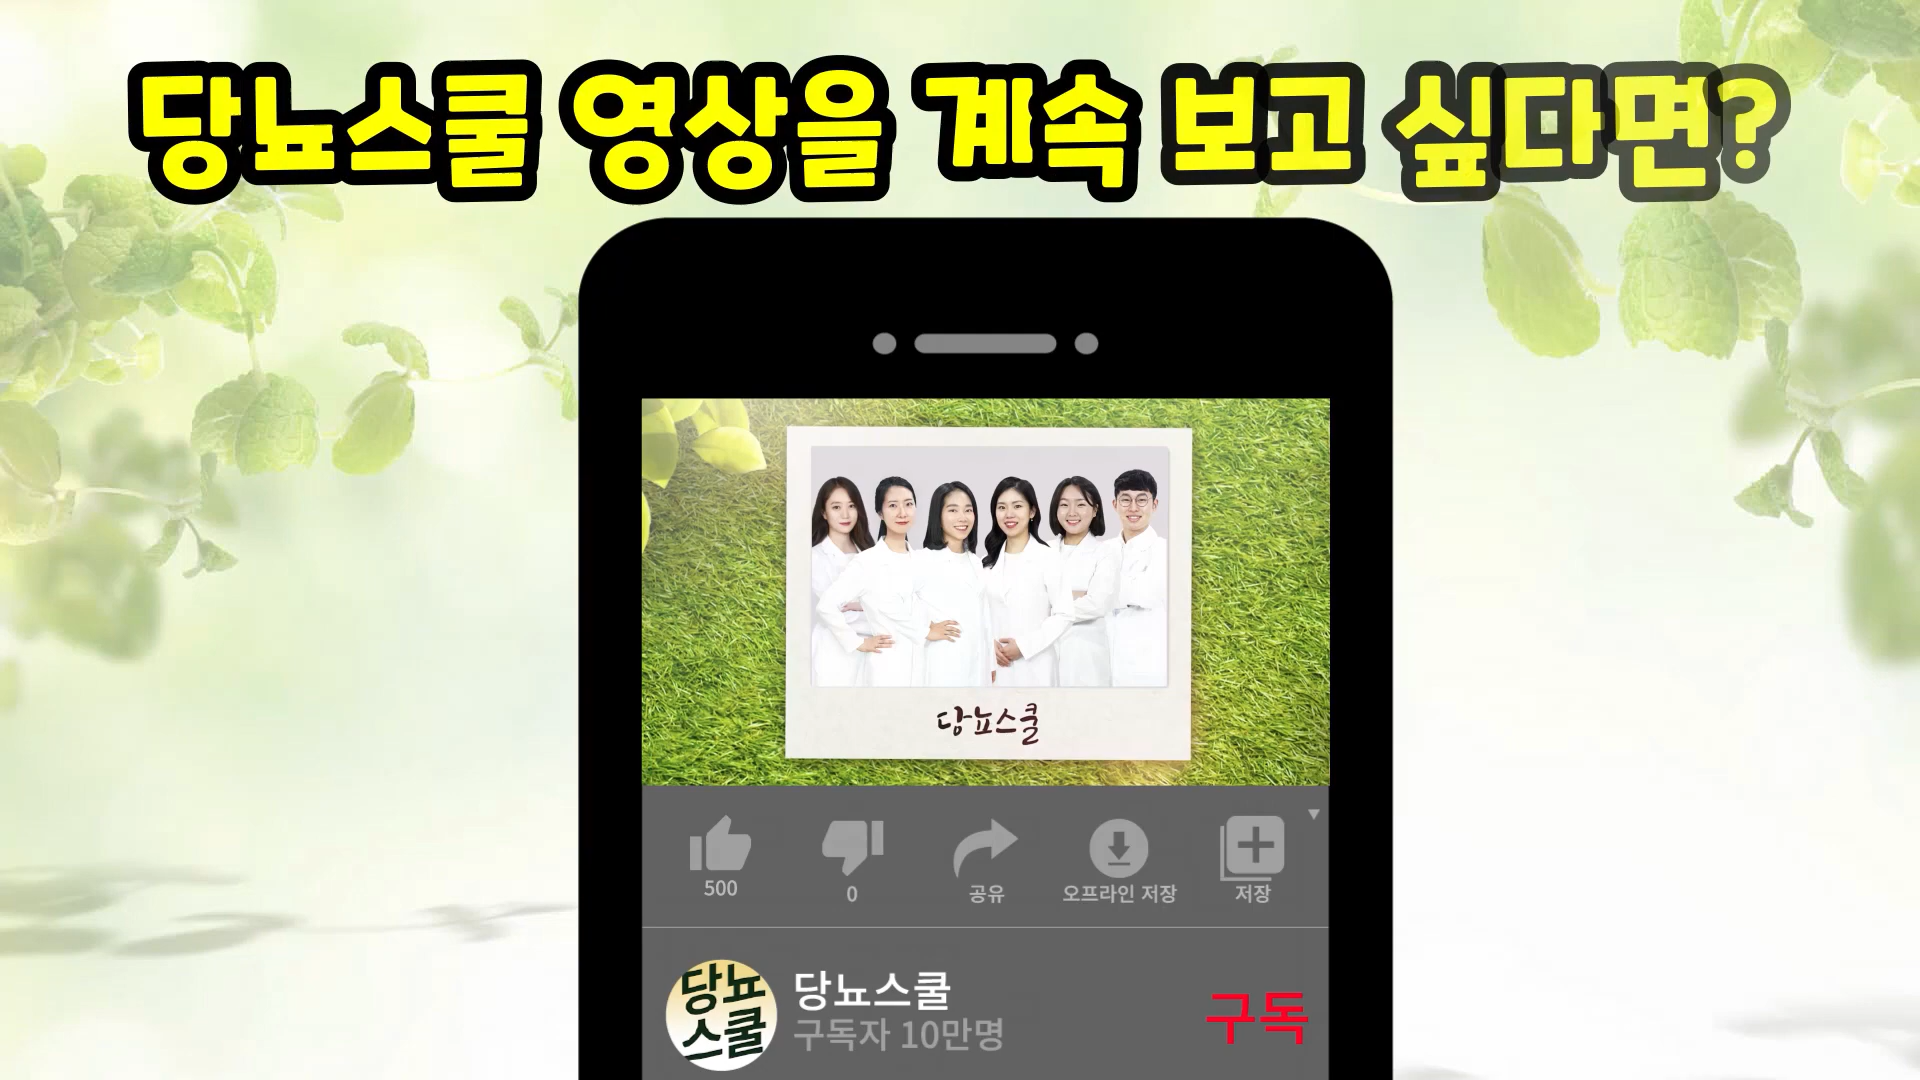 당뇨스쿨 영상을 계속 보고 싶다면?
당뇨스쿨
500
0
공유
오프라인 저장
저장
당뇨
스쿨
당뇨스쿨
구독자 10만명
구독